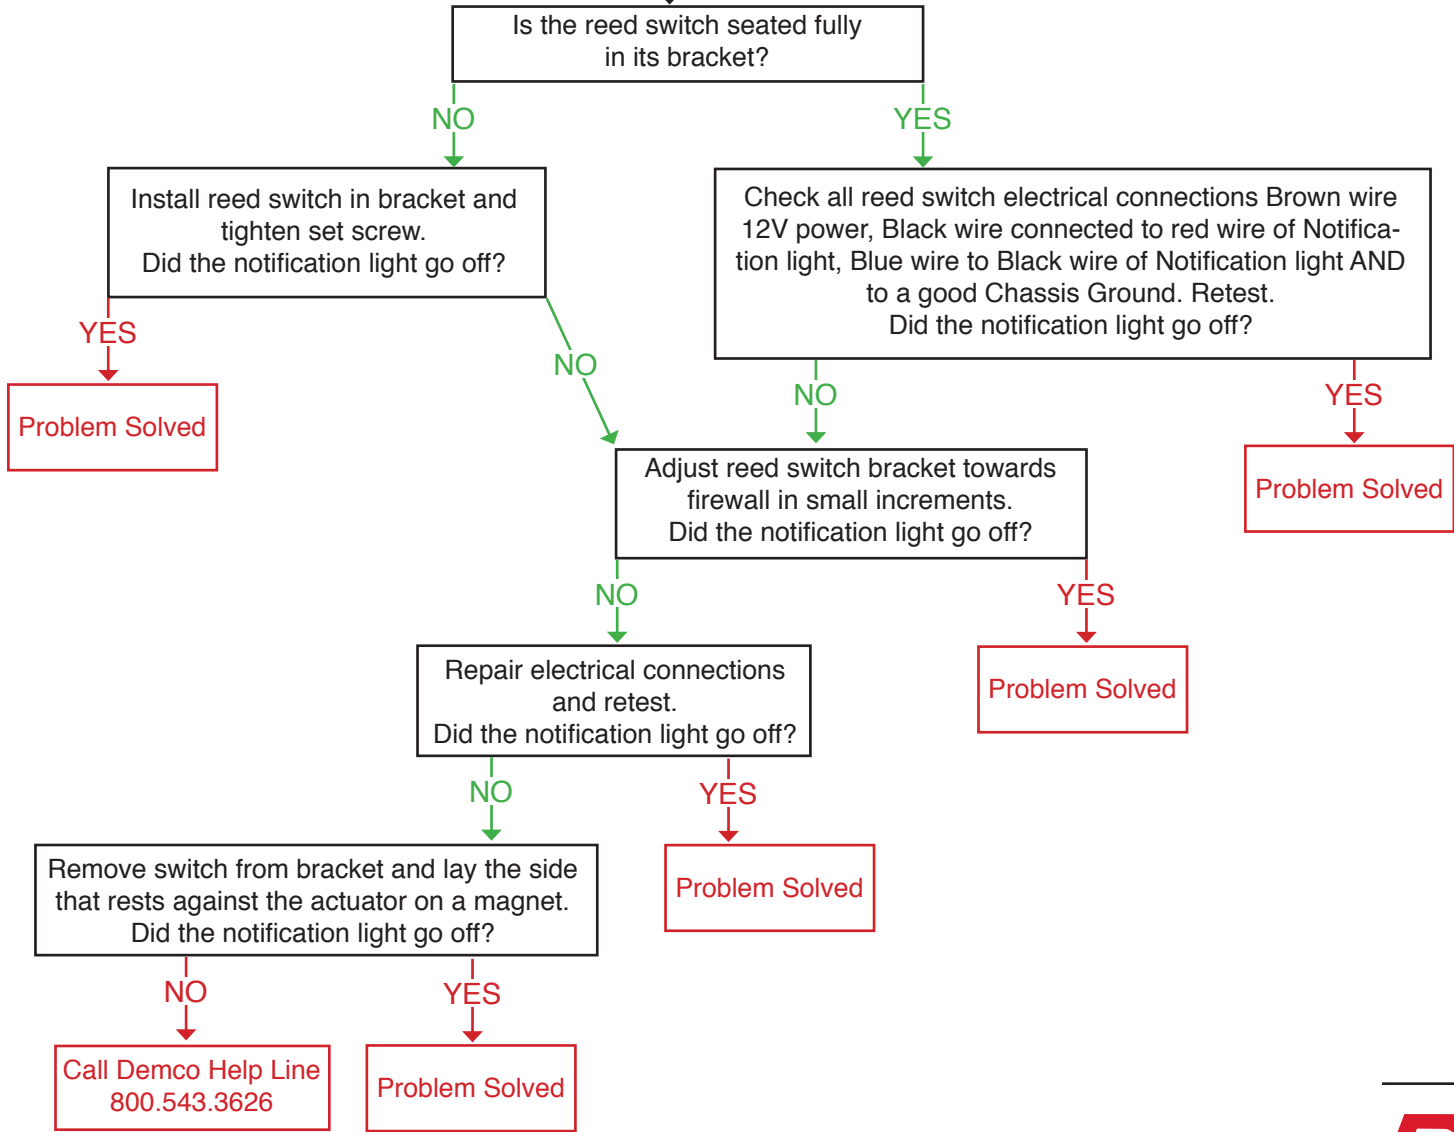 Is the reed switch seated fully
in its bracket?
NO
YES
Install reed switch in bracket and
tighten set screw.
Did the notification light go off?
Check all reed switch electrical connections Brown wire
12V power, Black wire connected to red wire of Notifica-
tion light, Blue wire to Black wire of Notification light AND
to a good Chassis Ground. Retest.
Did the notification light go off?
YES
NO
NO
YES
Problem Solved
Problem Solved
Adjust reed switch bracket towards
firewall in small increments.
Did the notification light go off?
NO
YES
Repair electrical connections
and retest.
Did the notification light go off?
Problem Solved
NO
YES
Remove switch from bracket and lay the side
that rests against the actuator on a magnet.
Did the notification light go off?
Problem Solved
NO
YES
Call Demco Help Line
800.543.3626
Problem Solved